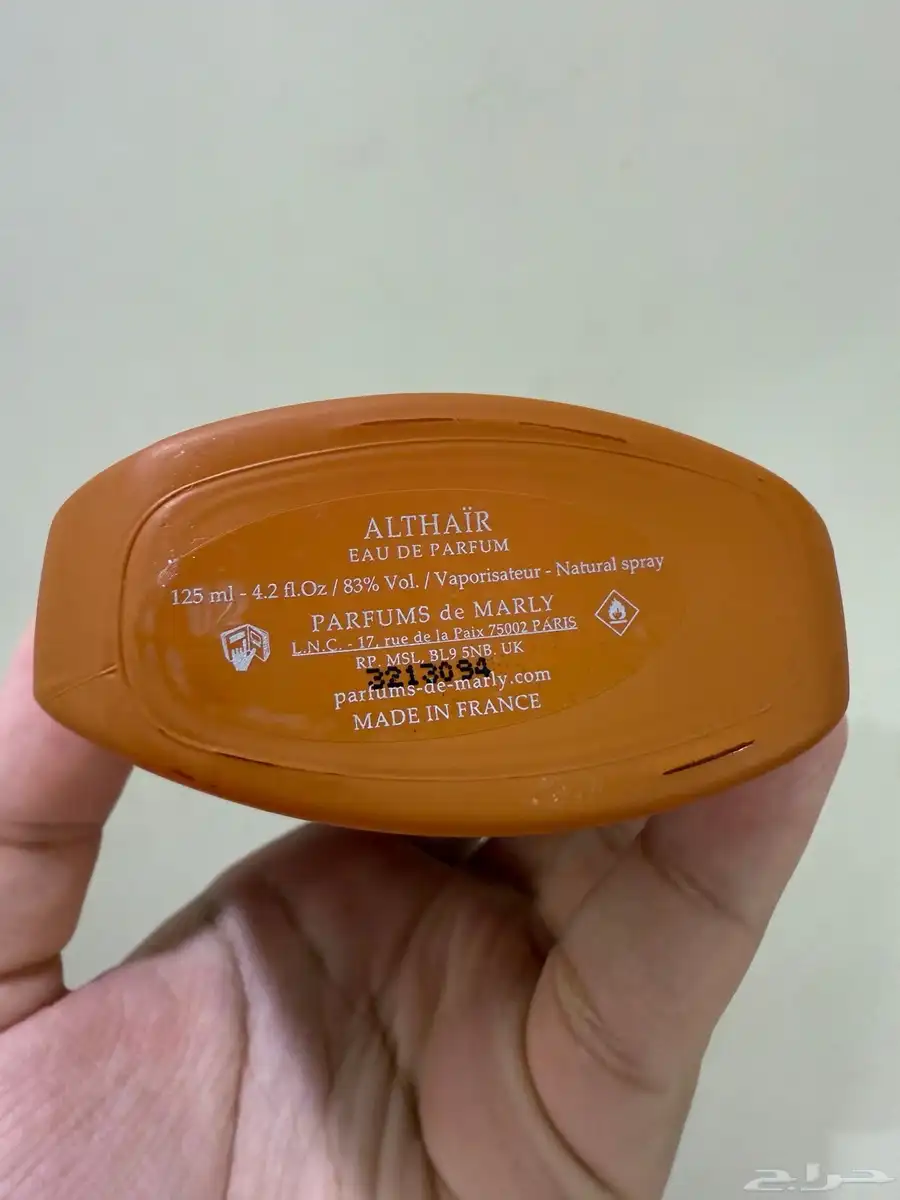 ALTHAÏR
EAU DE PARFUM
125 ml - 4.2 fl.Oz / 83% Vol. / Vaporisateur - Natural spray
PARFUMS de MARLY
L.N.C. - 17, rue de la Paix 75002 PARIS
RP. MSL, BL9 5NB. UK
3213094
parfums-de-marly.com
MADE IN FRANCE
حراج